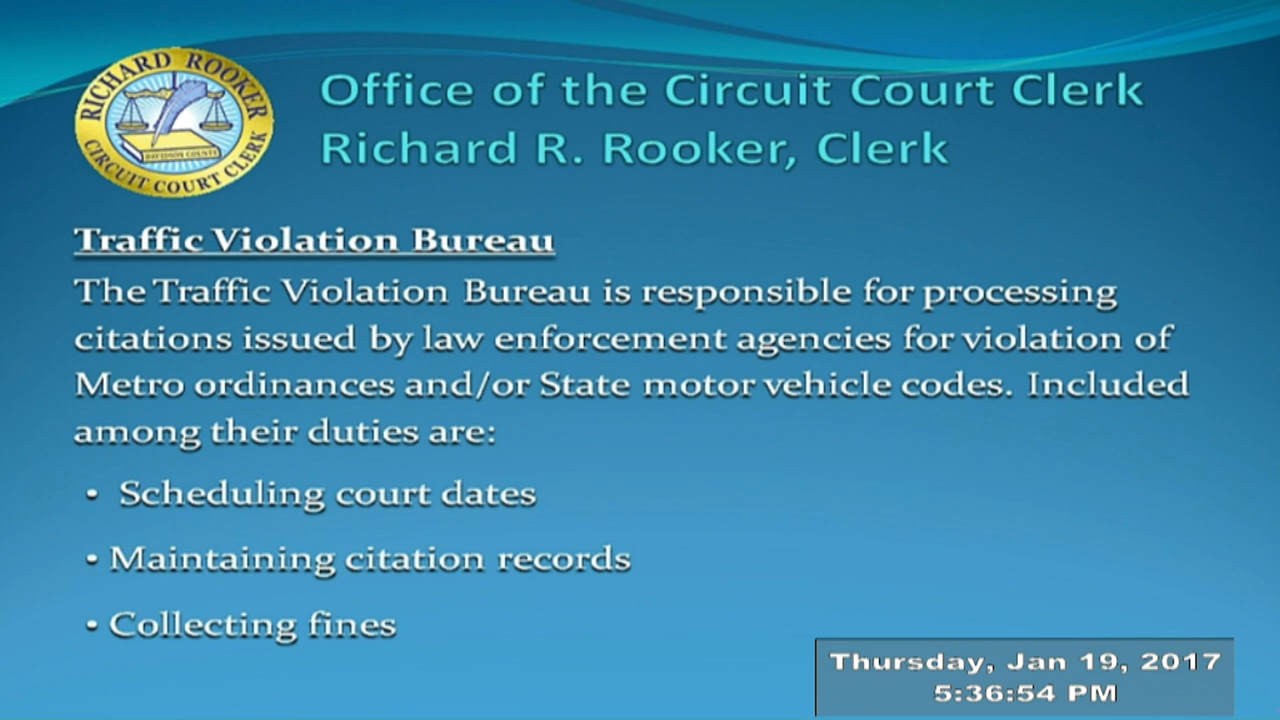 RICHARD ROOKER
DAVIDSON COUNTY
CIRCUIT COURT CLERK
Office of the Circuit Court Clerk
Richard R. Rooker, Clerk
Traffic Violation Bureau
The Traffic Violation Bureau is responsible for processing
citations issued by law enforcement agencies for violation of
Metro ordinances and/or State motor vehicle codes. Included
among their duties are:
• Scheduling court dates
• Maintaining citation records
• Collecting fines
Thursday, Jan 19, 2017
5:36:54 PM